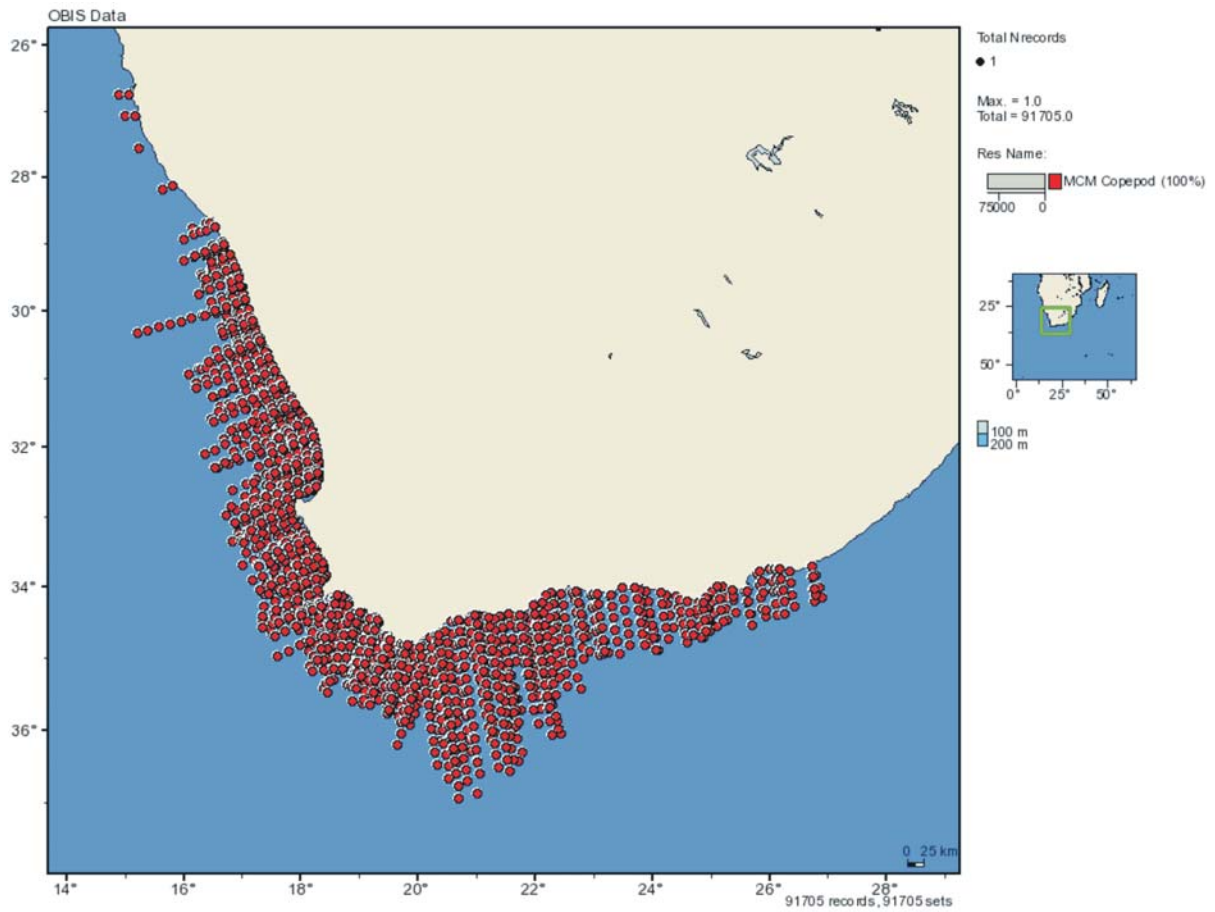 OBIS Data
26°
28°
30°
32°
34°
36°
14°
16°
18°
20°
22°
24°
26°
28°
0 25 km
91705 records, 91705 sets
Total Nrecords
1
Max. = 1.0
Total = 91705.0
Res Name:
MCM Copepod (100%)
75000 0
25°
50°
0° 25° 50°
100 m
200 m